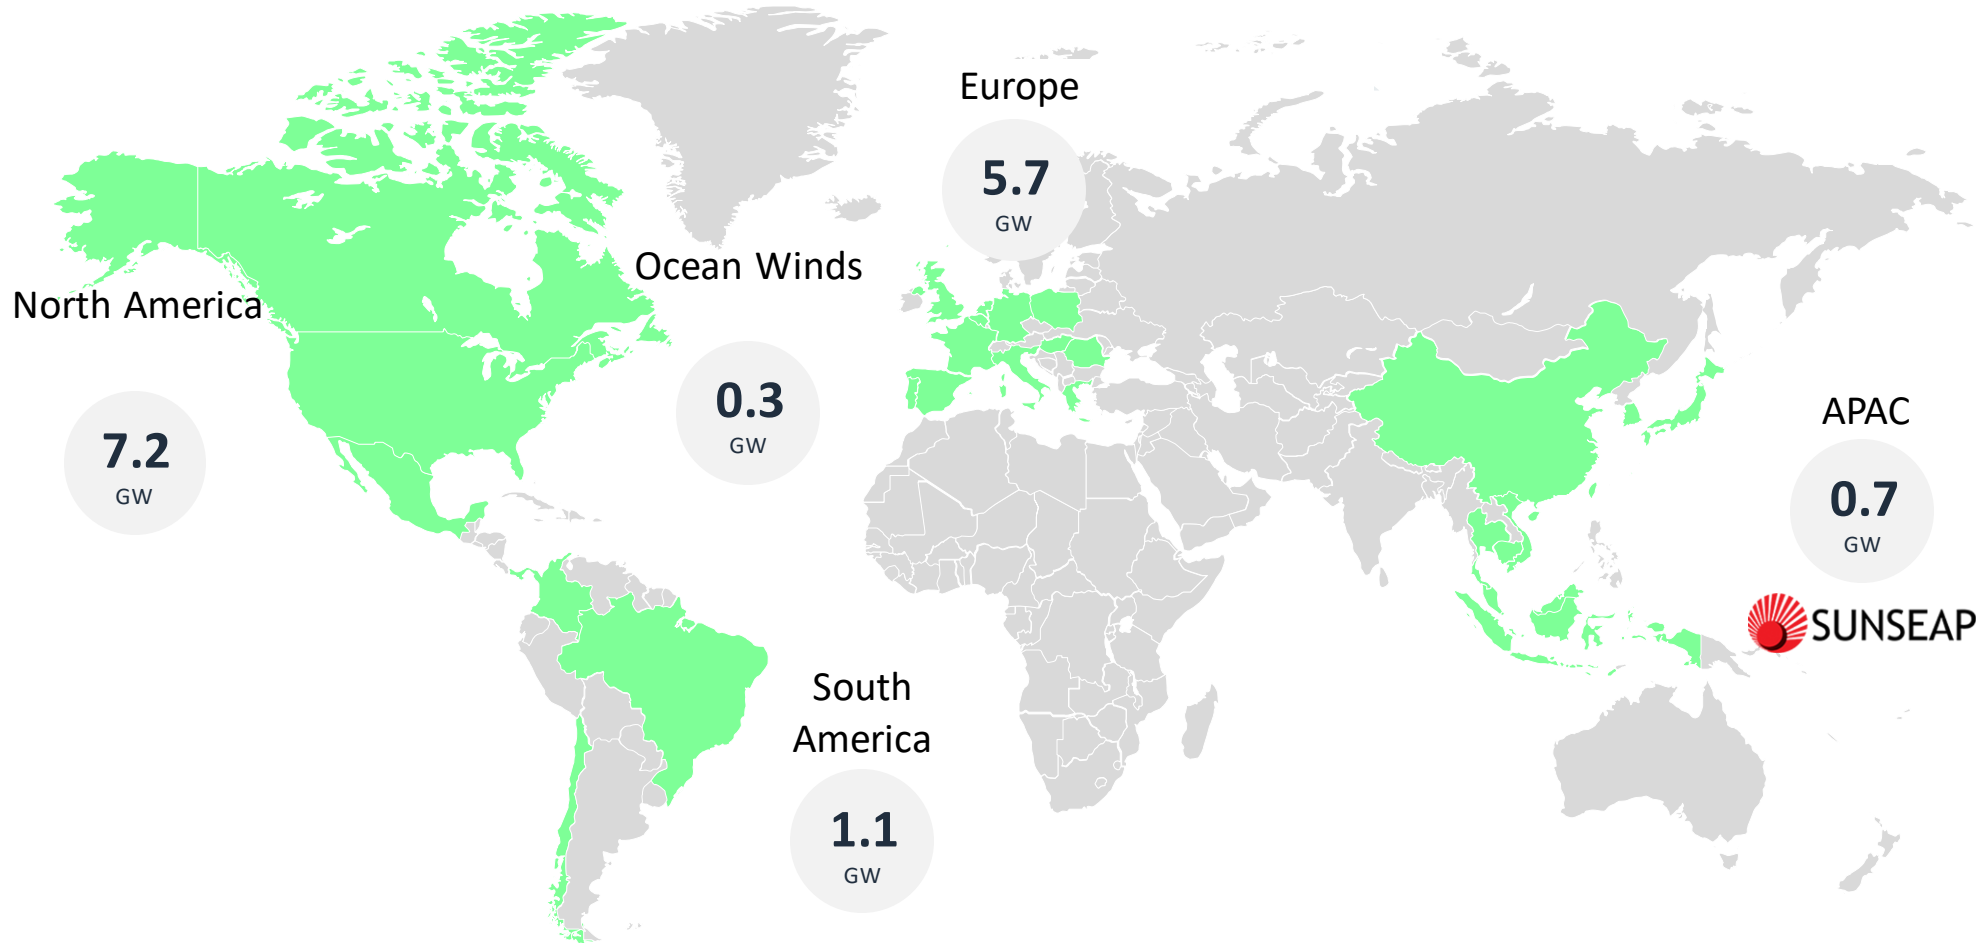 Europe
5.7
GW
Ocean Winds
North America
0.3
GW
7.2
GW
APAC
0.7
GW
SUNSEAP
South
America
1.1
GW